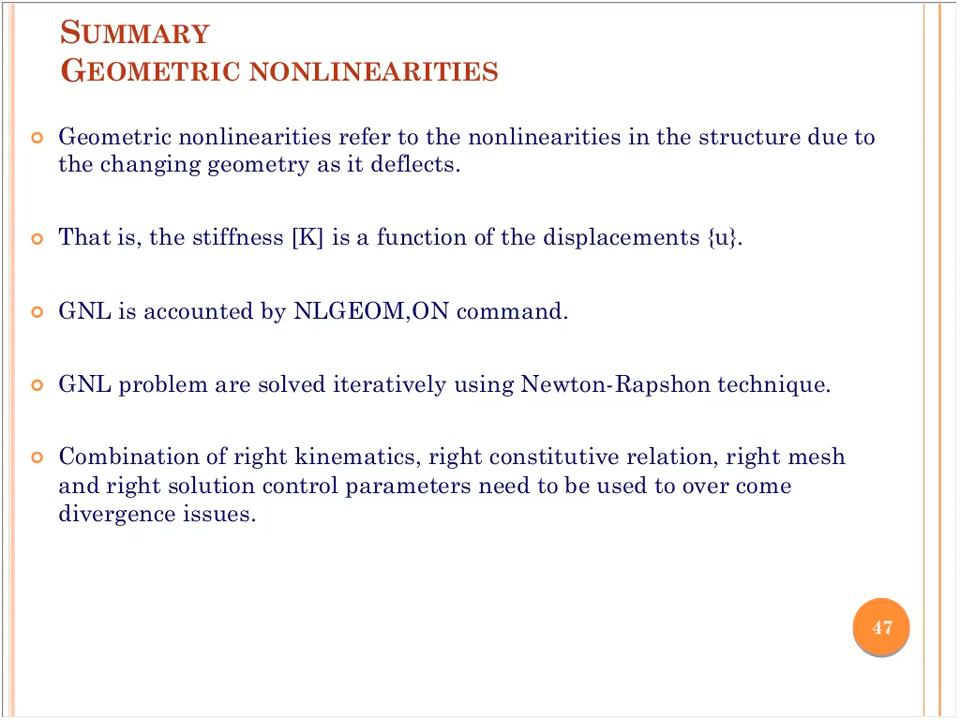 SUMMARY
GEOMETRIC NONLINEARITIES
Geometric nonlinearities refer to the nonlinearities in the structure due to
the changing geometry as it deflects.
That is, the stiffness [K] is a function of the displacements {u}.
GNL is accounted by NLGEOM,ON command.
GNL problem are solved iteratively using Newton-Rapshon technique.
Combination of right kinematics, right constitutive relation, right mesh
and right solution control parameters need to be used to over come
divergence issues.
47